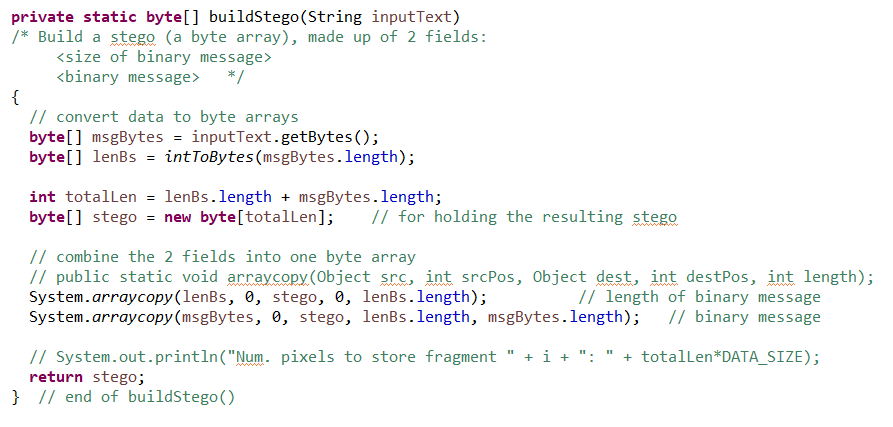 private static byte[] buildStego(String inputText)
/* Build a stego (a byte array), made up of 2 fields:
     <size of binary message>
     <binary message>   */
{
  // convert data to byte arrays
  byte[] msgBytes = inputText.getBytes();
  byte[] lenBs = intToBytes(msgBytes.length);

  int totalLen = lenBs.length + msgBytes.length;
  byte[] stego = new byte[totalLen];    // for holding the resulting stego

  // combine the 2 fields into one byte array
  // public static void arraycopy(Object src, int srcPos, Object dest, int destPos, int length);
  System.arraycopy(lenBs, 0, stego, 0, lenBs.length);          // length of binary message
  System.arraycopy(msgBytes, 0, stego, lenBs.length, msgBytes.length);   // binary message

  // System.out.println("Num. pixels to store fragment " + i + ": " + totalLen*DATA_SIZE);
  return stego;
}  // end of buildStego()